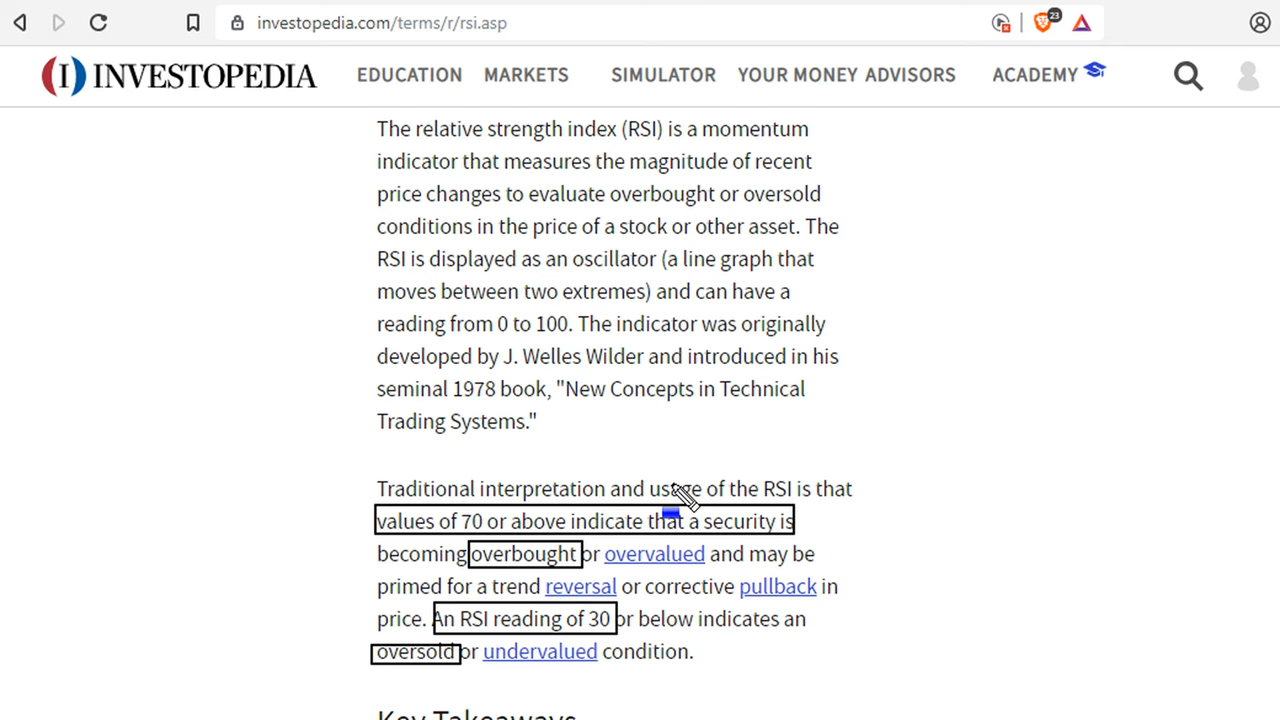 investopedia.com/terms/r/rsi.asp
23
(I) INVESTOPEDIA EDUCATION MARKETS SIMULATOR YOUR MONEY ADVISORS ACADEMY
The relative strength index (RSI) is a momentum
indicator that measures the magnitude of recent
price changes to evaluate overbought or oversold
conditions in the price of a stock or other asset. The
RSI is displayed as an oscillator (a line graph that
moves between two extremes) and can have a
reading from 0 to 100. The indicator was originally
developed by J. Welles Wilder and introduced in his
seminal 1978 book, "New Concepts in Technical
Trading Systems."
Traditional interpretation and usage of the RSI is that
values of 70 or above indicate that a security is
becoming overbought or overvalued and may be
primed for a trend reversal or corrective pullback in
price. An RSI reading of 30 or below indicates an
oversold or undervalued condition.
Key Takeaways